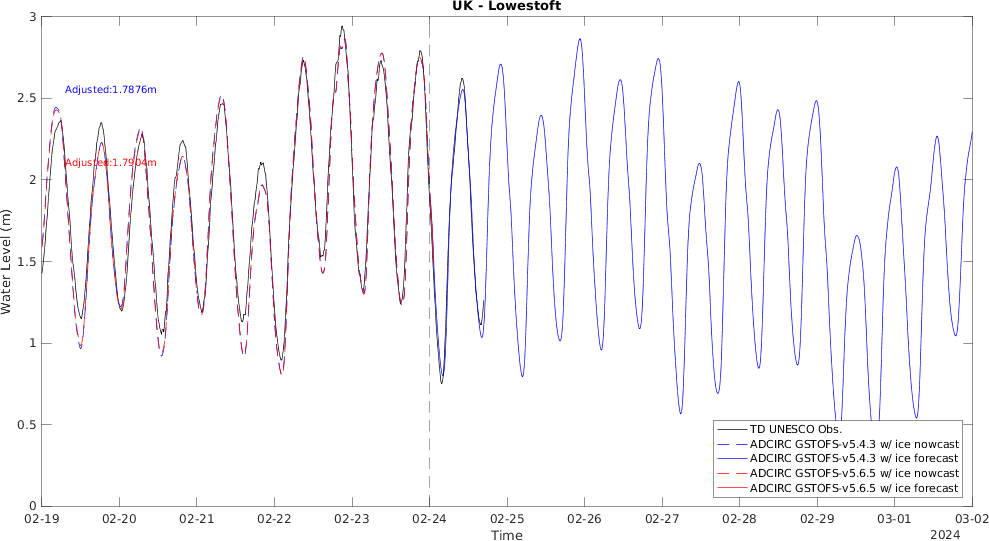 UK - Lowestoft
3
2.5
2
1.5
1
0.5
0
Water Level (m)
Adjusted:1.7876m
Adjusted:1.7904m
TD UNESCO Obs.
ADCIRC GSTOFS-v5.4.3 w/ ice nowcast
ADCIRC GSTOFS-v5.4.3 w/ ice forecast
ADCIRC GSTOFS-v5.6.5 w/ ice nowcast
ADCIRC GSTOFS-v5.6.5 w/ ice forecast
02-19 02-20 02-21 02-22 02-23 02-24 02-25 02-26 02-27 02-28 02-29 03-01 03-02
Time
2024